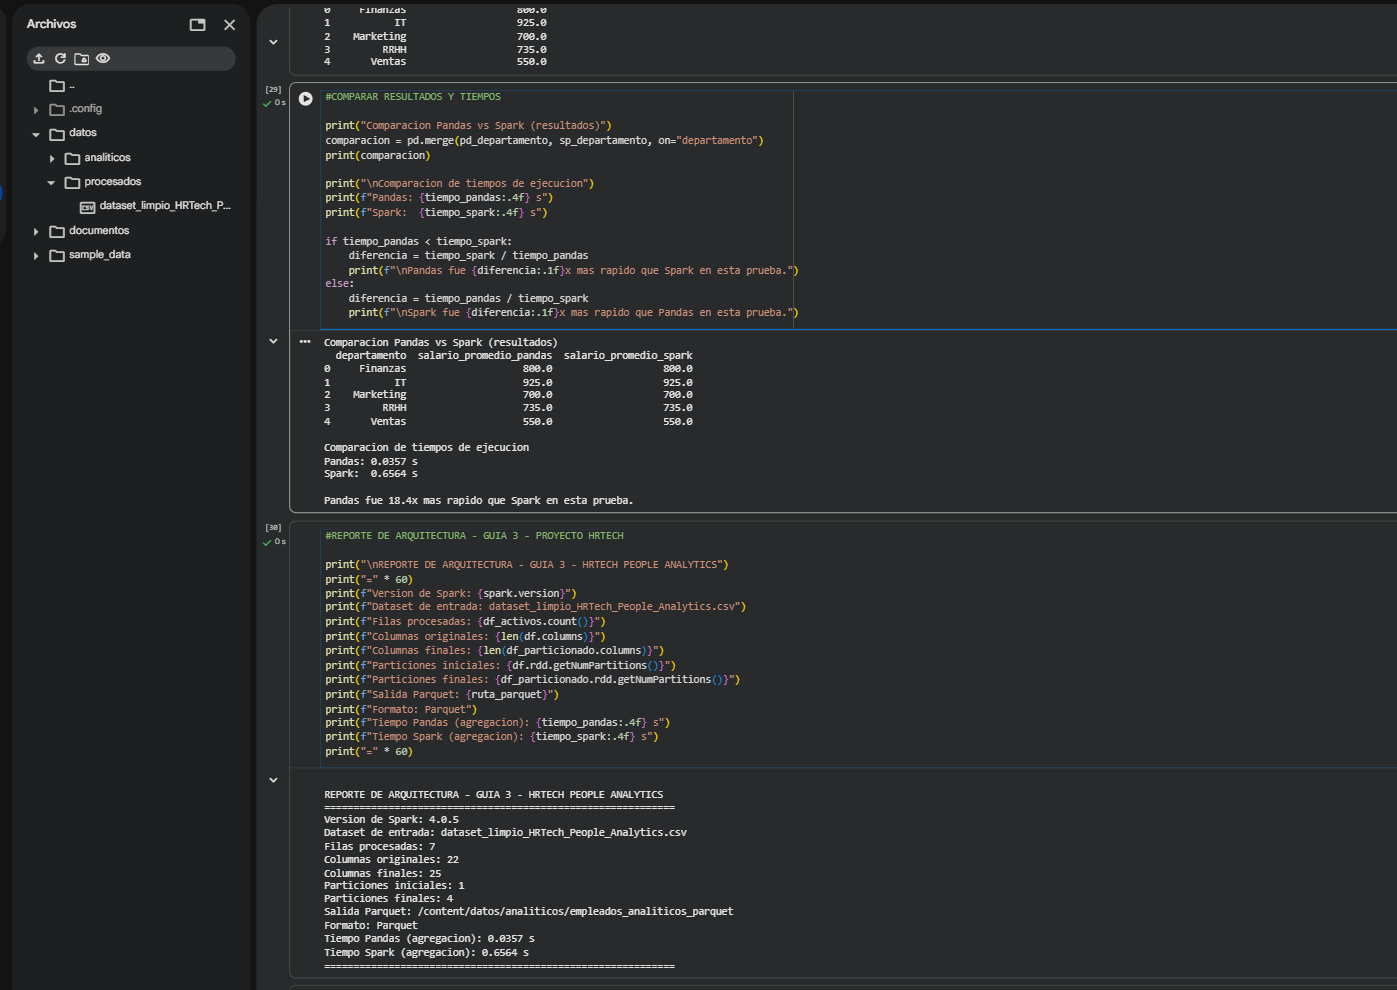 Archivos
..
.config
datos
analiticos
procesados
dataset_limpio_HRTech_P...
documentos
sample_data
0 Finanzas 800.0
1 IT 925.0
2 Marketing 700.0
3 RRHH 735.0
4 Ventas 550.0
[29]
0 s
#COMPARAR RESULTADOS Y TIEMPOS
print("Comparacion Pandas vs Spark (resultados)")
comparacion = pd.merge(pd_departamento, sp_departamento, on="departamento")
print(comparacion)
print("\nComparacion de tiempos de ejecucion")
print(f"Pandas: {tiempo_pandas:.4f} s")
print(f"Spark:  {tiempo_spark:.4f} s")
if tiempo_pandas < tiempo_spark:
    diferencia = tiempo_spark / tiempo_pandas
    print(f"\nPandas fue {diferencia:.1f}x mas rapido que Spark en esta prueba.")
else:
    diferencia = tiempo_pandas / tiempo_spark
    print(f"\nSpark fue {diferencia:.1f}x mas rapido que Pandas en esta prueba.")
Comparacion Pandas vs Spark (resultados)
departamento salario_promedio_pandas salario_promedio_spark
0 Finanzas 800.0 800.0
1 IT 925.0 925.0
2 Marketing 700.0 700.0
3 RRHH 735.0 735.0
4 Ventas 550.0 550.0
Comparacion de tiempos de ejecucion
Pandas: 0.0357 s
Spark:  0.6564 s
Pandas fue 18.4x mas rapido que Spark en esta prueba.
[30]
0 s
#REPORTE DE ARQUITECTURA - GUIA 3 - PROYECTO HRTECH
print("\nREPORTE DE ARQUITECTURA - GUIA 3 - HRTECH PEOPLE ANALYTICS")
print("=" * 60)
print(f"Version de Spark: {spark.version}")
print(f"Dataset de entrada: dataset_limpio_HRTech_People_Analytics.csv")
print(f"Filas procesadas: {df_activos.count()}")
print(f"Columnas originales: {len(df.columns)}")
print(f"Columnas finales: {len(df_particionado.columns)}")
print(f"Particiones iniciales: {df.rdd.getNumPartitions()}")
print(f"Particiones finales: {df_particionado.rdd.getNumPartitions()}")
print(f"Salida Parquet: {ruta_parquet}")
print(f"Formato: Parquet")
print(f"Tiempo Pandas (agregacion): {tiempo_pandas:.4f} s")
print(f"Tiempo Spark (agregacion): {tiempo_spark:.4f} s")
print("=" * 60)
REPORTE DE ARQUITECTURA - GUIA 3 - HRTECH PEOPLE ANALYTICS
============================================================
Version de Spark: 4.0.5
Dataset de entrada: dataset_limpio_HRTech_People_Analytics.csv
Filas procesadas: 7
Columnas originales: 22
Columnas finales: 25
Particiones iniciales: 1
Particiones finales: 4
Salida Parquet: /content/datos/analiticos/empleados_analiticos_parquet
Formato: Parquet
Tiempo Pandas (agregacion): 0.0357 s
Tiempo Spark (agregacion): 0.6564 s
============================================================